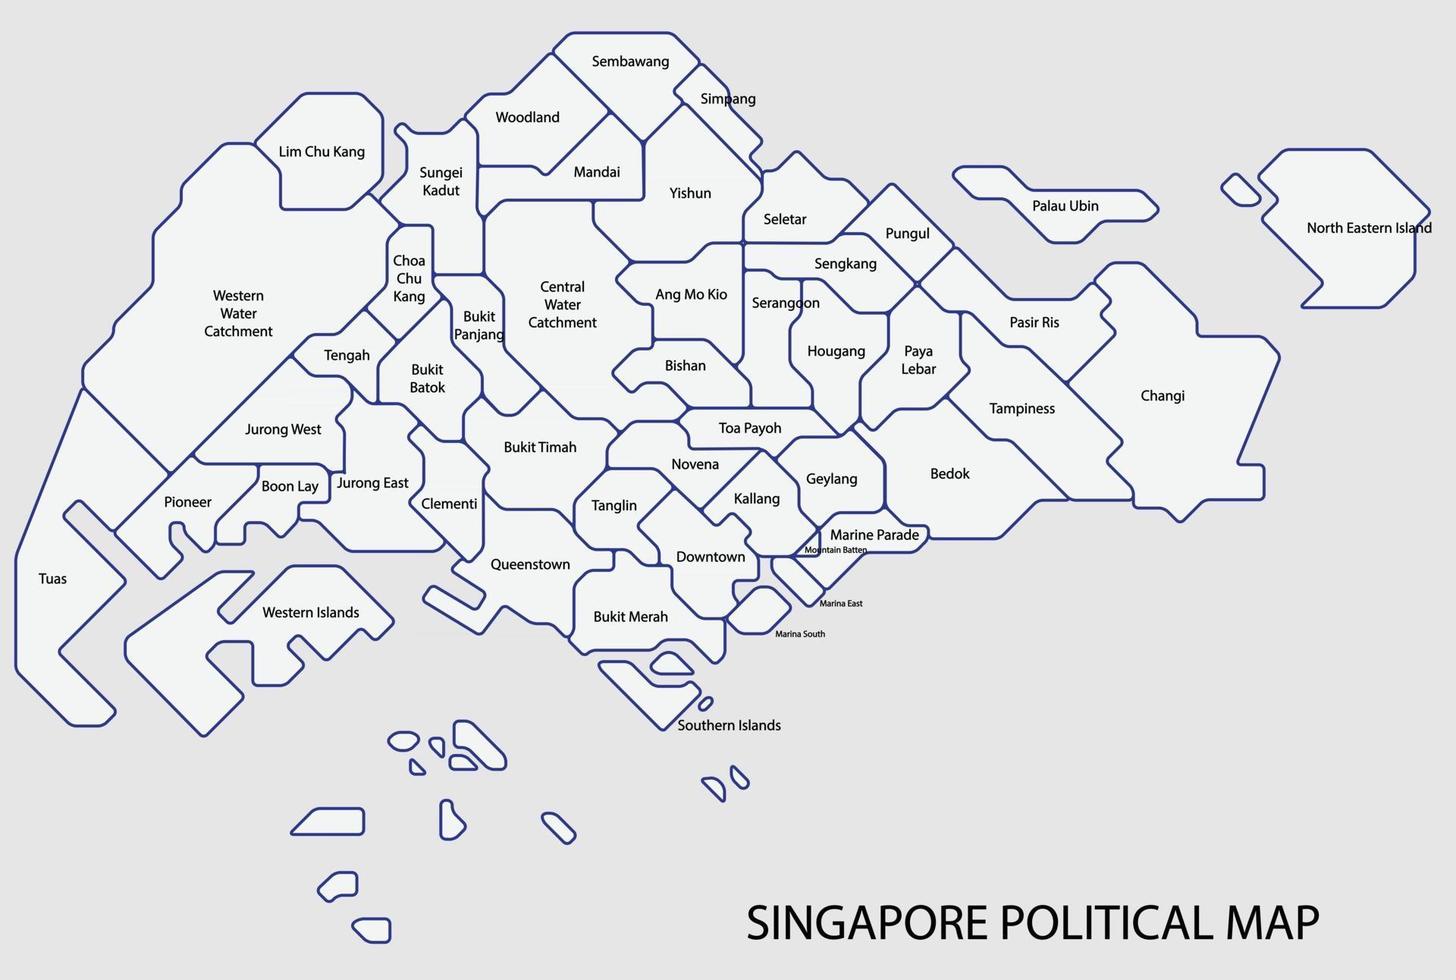 Sembawang
Simpang
Woodland
Lim Chu Kang
Sungei
Kadut
Mandai
Yishun
Palau Ubin
Seletar
North Eastern Island
Pungul
Choa
Chu
Kang
Sengkang
Western
Water
Catchment
Central
Water
Catchment
Ang Mo Kio
Serangoon
Bukit
Panjang
Pasir Ris
Tengah
Hougang
Paya
Lebar
Bishan
Bukit
Batok
Changi
Tampiness
Jurong West
Toa Payoh
Bukit Timah
Novena
Bedok
Geylang
Jurong East
Boon Lay
Pioneer
Clementi
Tanglin
Kallang
Marine Parade
Mountain Batten
Downtown
Queenstown
Tuas
Marina East
Western Islands
Bukit Merah
Marina South
Southern Islands
SINGAPORE POLITICAL MAP